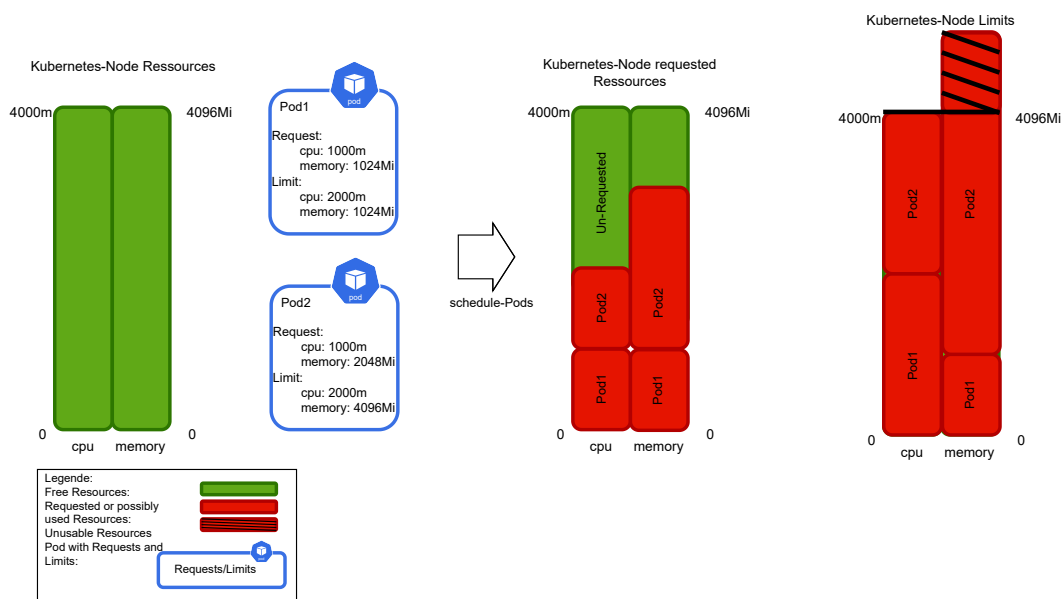 Kubernetes-Node Ressources
4000m
4096Mi
0
0
cpu
memory
pod
Pod1
Request:
cpu: 1000m
memory: 1024Mi
Limit:
cpu: 2000m
memory: 1024Mi
pod
Pod2
Request:
cpu: 1000m
memory: 2048Mi
Limit:
cpu: 2000m
memory: 4096Mi
schedule-Pods
Kubernetes-Node requested
Ressources
4000m
4096Mi
Un-Requested
Pod2
Pod2
Pod1
Pod1
0
0
cpu
memory
Kubernetes-Node Limits
4000m
4096Mi
Pod2
Pod2
Pod1
Pod1
0
0
cpu
memory
Legende:
Free Resources:
Requested or possibly
used Resources:
Unusable Resources
Pod with Requests and
Limits:
pod
Requests/Limits